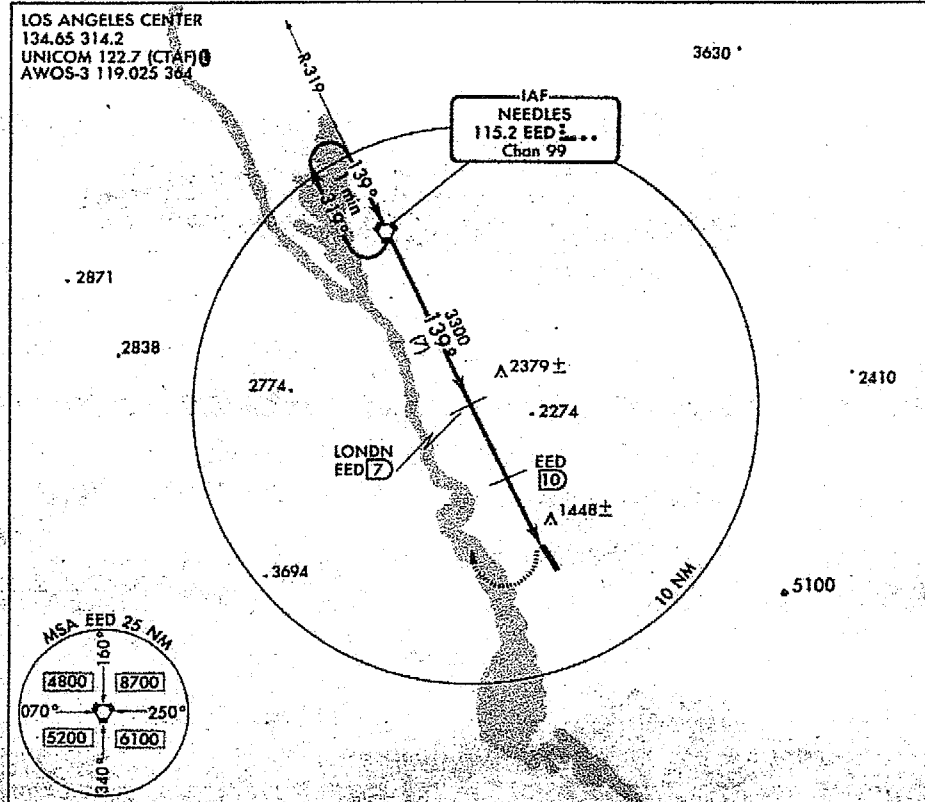 LOS ANGELES CENTER
134.65 314.2
UNICOM 122.7 (CTAF) L
AWOS-3 119.025 364
3630
R-319
IAF
NEEDLES
115.2 EED
Chan 99
139°
1 min
319°
2871
3300
139°
(7)
2838
2379±
2774
2410
2274
LONDN
EED 7
EED
10
1448±
3694
10 NM
5100
MSA EED 25 NM
160°
4800 8700
070° 250°
5200 6100
340°